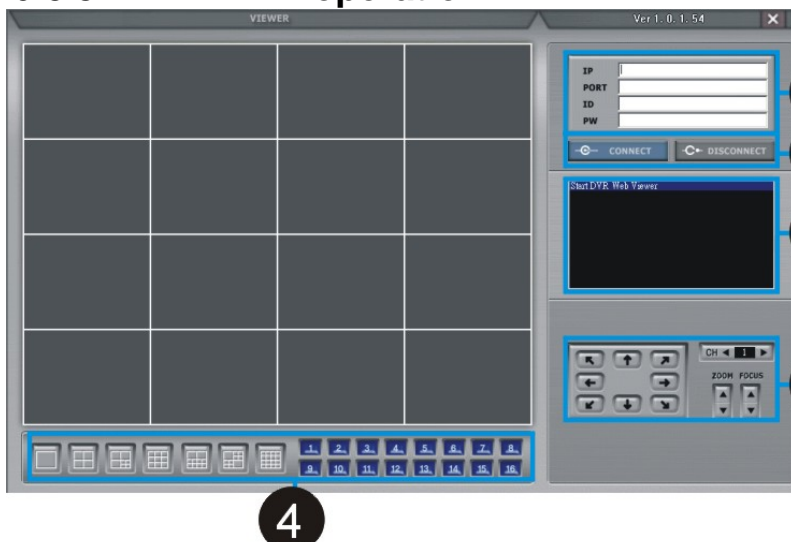 VIEWER
Ver 1. 0. 1. 54
IP
PORT
ID
PW
CONNECT
DISCONNECT
Start DVR Web Viewer
CH 1
ZOOM FOCUS
1 2 3 4 5 6 7 8
9 10 11 12 13 14 15 16
4